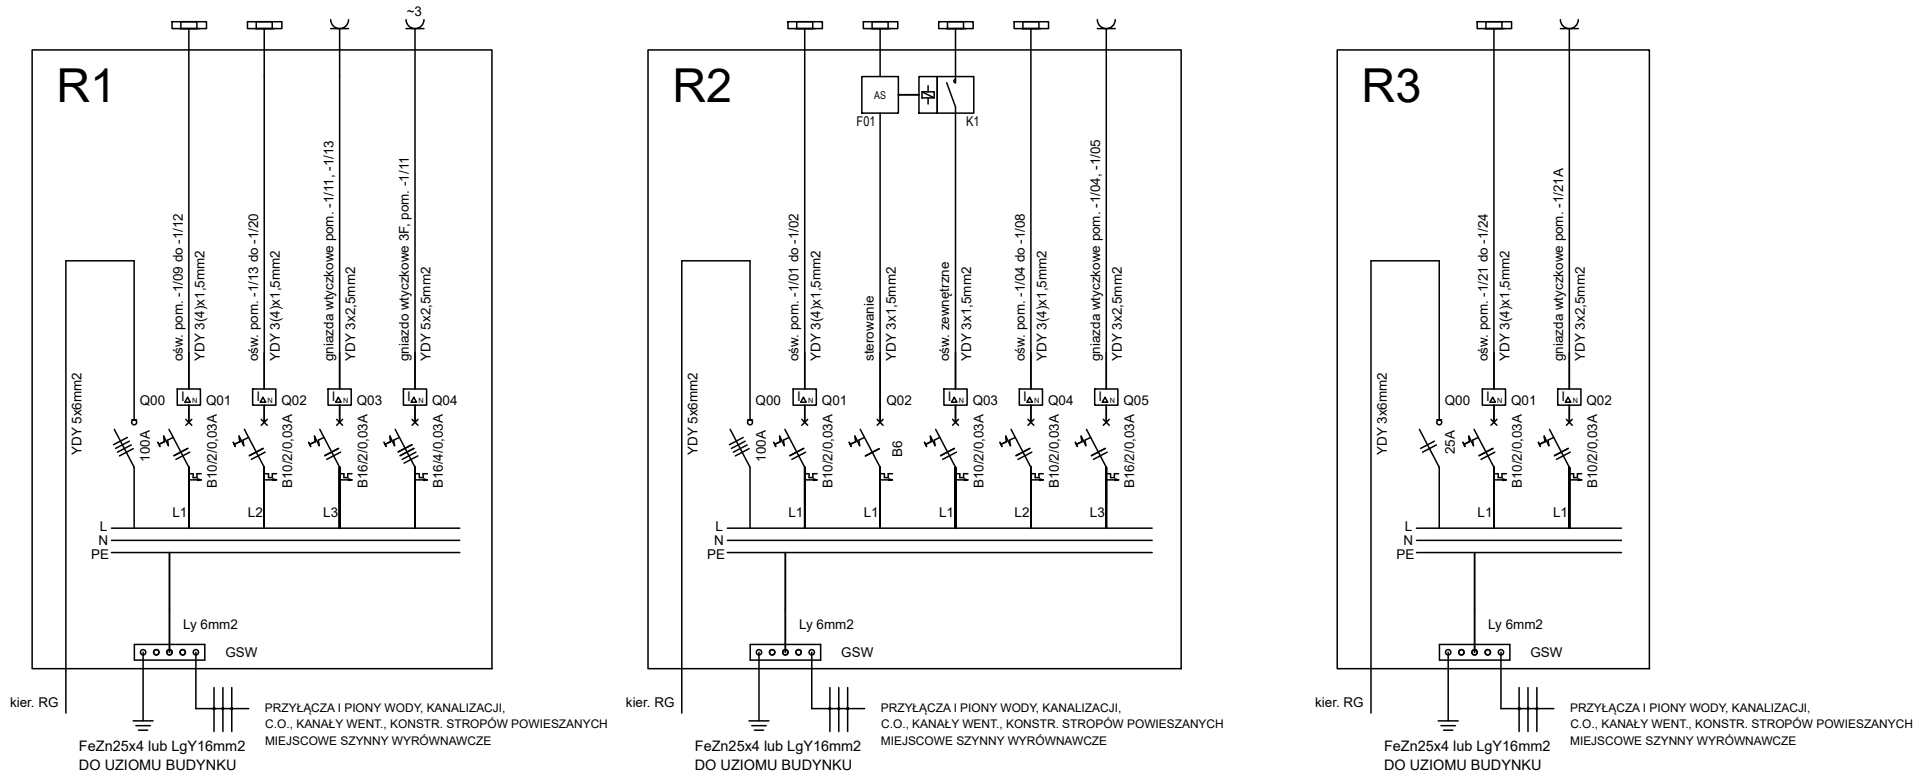 R1
~3
ośw. pom. -1/09 do -1/12
YDY 3(4)x1,5mm2
ośw. pom. -1/13 do -1/20
YDY 3(4)x1,5mm2
gniazda wtyczkowe pom. -1/11, -1/13
YDY 3x2,5mm2
gniazdo wtyczkowe 3F, pom. -1/11
YDY 5x2,5mm2
YDY 5x6mm2
Q00
I∆N
Q01
I∆N
Q02
I∆N
Q03
I∆N
Q04
100A
B10/2/0,03A
B10/2/0,03A
B16/2/0,03A
B16/4/0,03A
L1
L2
L3
L
N
PE
Ly 6mm2
GSW
kier. RG
PRZYŁĄCZA I PIONY WODY, KANALIZACJI,
C.O., KANAŁY WENT., KONSTR. STROPÓW POWIESZANYCH
MIEJSCOWE SZYNNY WYRÓWNAWCZE
FeZn25x4 lub LgY16mm2
DO UZIOMU BUDYNKU
R2
AS
F01
K1
ośw. pom. -1/01 do -1/02
YDY 3(4)x1,5mm2
sterowanie
YDY 3x1,5mm2
ośw. zewnętrzne
YDY 3x1,5mm2
ośw. pom. -1/04 do -1/08
YDY 3(4)x1,5mm2
gniazda wtyczkowe pom. -1/04, -1/05
YDY 3x2,5mm2
YDY 5x6mm2
Q00
I∆N
Q01
Q02
I∆N
Q03
I∆N
Q04
I∆N
Q05
100A
B10/2/0,03A
B6
B10/2/0,03A
B10/2/0,03A
B16/2/0,03A
L1
L1
L1
L2
L3
L
N
PE
Ly 6mm2
GSW
kier. RG
PRZYŁĄCZA I PIONY WODY, KANALIZACJI,
C.O., KANAŁY WENT., KONSTR. STROPÓW POWIESZANYCH
MIEJSCOWE SZYNNY WYRÓWNAWCZE
FeZn25x4 lub LgY16mm2
DO UZIOMU BUDYNKU
R3
ośw. pom. -1/21 do -1/24
YDY 3(4)x1,5mm2
gniazda wtyczkowe pom. -1/21A
YDY 3x2,5mm2
YDY 3x6mm2
Q00
I∆N
Q01
I∆N
Q02
25A
B10/2/0,03A
B10/2/0,03A
L1
L1
L
N
PE
Ly 6mm2
GSW
kier. RG
PRZYŁĄCZA I PIONY WODY, KANALIZACJI,
C.O., KANAŁY WENT., KONSTR. STROPÓW POWIESZANYCH
MIEJSCOWE SZYNNY WYRÓWNAWCZE
FeZn25x4 lub LgY16mm2
DO UZIOMU BUDYNKU